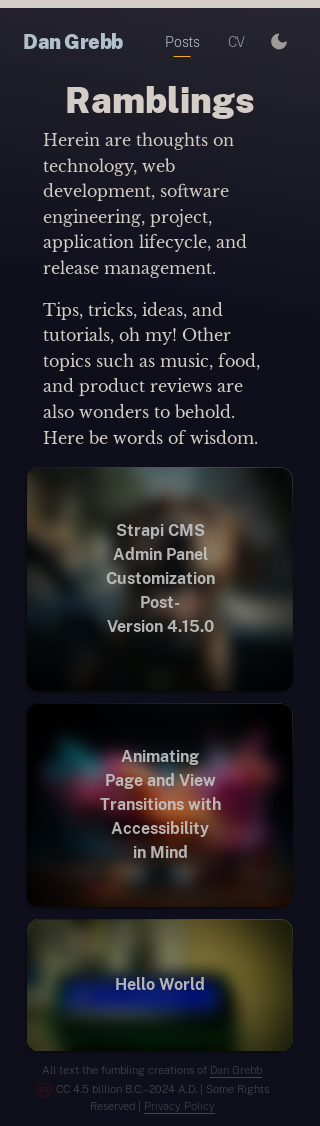 Dan Grebb
Posts
CV
Ramblings
Herein are thoughts on
technology, web
development, software
engineering, project,
application lifecycle, and
release management.
Tips, tricks, ideas, and
tutorials, oh my! Other
topics such as music, food,
and product reviews are
also wonders to behold.
Here be words of wisdom.
Strapi CMS
Admin Panel
Customization
Post-
Version 4.15.0
Animating
Page and View
Transitions with
Accessibility
in Mind
Hello World
All text the fumbling creations of Dan Grebb
CC 4.5 billion B.C.–2024 A.D. | Some Rights
Reserved | Privacy Policy